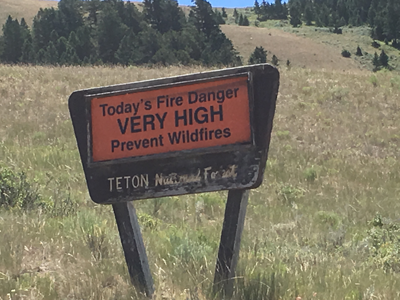 Today's Fire Danger
VERY HIGH
Prevent Wildfires
TETON National Forest